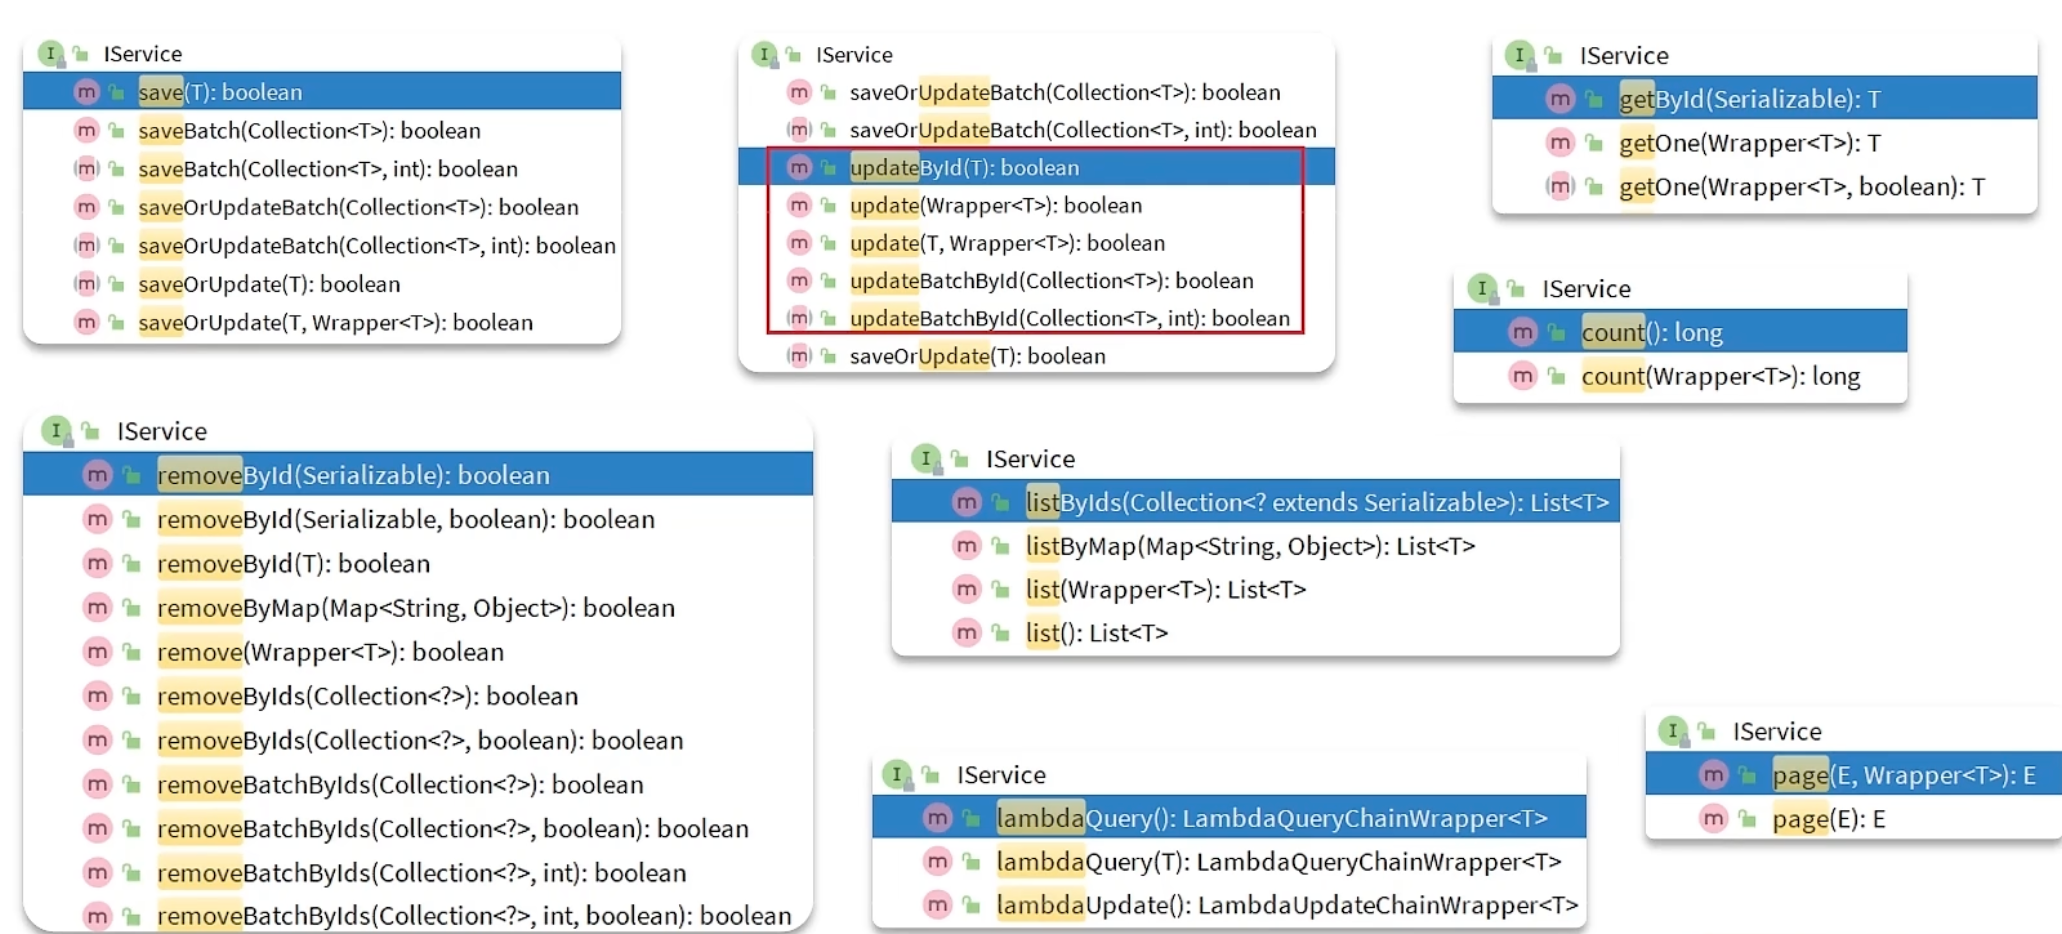 IService
save(T): boolean
saveBatch(Collection<T>): boolean
saveBatch(Collection<T>, int): boolean
saveOrUpdateBatch(Collection<T>): boolean
saveOrUpdateBatch(Collection<T>, int): boolean
saveOrUpdate(T): boolean
saveOrUpdate(T, Wrapper<T>): boolean
IService
saveOrUpdateBatch(Collection<T>): boolean
saveOrUpdateBatch(Collection<T>, int): boolean
updateById(T): boolean
update(Wrapper<T>): boolean
update(T, Wrapper<T>): boolean
updateBatchById(Collection<T>): boolean
updateBatchById(Collection<T>, int): boolean
saveOrUpdate(T): boolean
IService
getById(Serializable): T
getOne(Wrapper<T>): T
getOne(Wrapper<T>, boolean): T
IService
count(): long
count(Wrapper<T>): long
IService
removeById(Serializable): boolean
removeById(Serializable, boolean): boolean
removeById(T): boolean
removeByMap(Map<String, Object>): boolean
remove(Wrapper<T>): boolean
removeByIds(Collection<?>): boolean
removeByIds(Collection<?>, boolean): boolean
removeBatchByIds(Collection<?>): boolean
removeBatchByIds(Collection<?>, boolean): boolean
removeBatchByIds(Collection<?>, int): boolean
removeBatchByIds(Collection<?>, int, boolean): boolean
IService
listByIds(Collection<? extends Serializable>): List<T>
listByMap(Map<String, Object>): List<T>
list(Wrapper<T>): List<T>
list(): List<T>
IService
lambdaQuery(): LambdaQueryChainWrapper<T>
lambdaQuery(T): LambdaQueryChainWrapper<T>
lambdaUpdate(): LambdaUpdateChainWrapper<T>
IService
page(E, Wrapper<T>): E
page(E): E